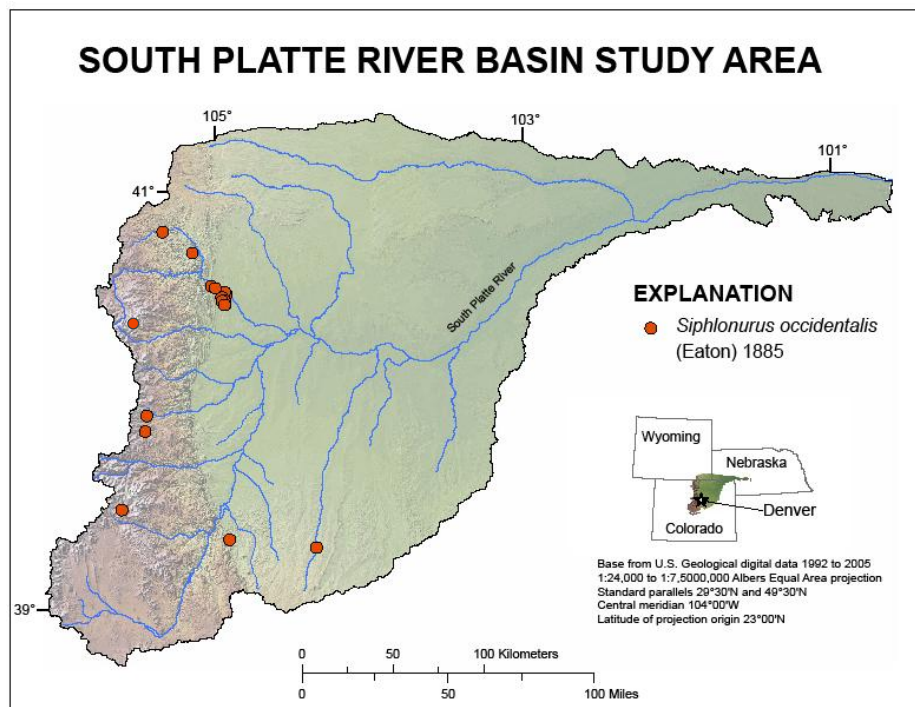 SOUTH PLATTE RIVER BASIN STUDY AREA
105°
103°
101°
41°
South Platte River
EXPLANATION
Siphlonurus occidentalis
(Eaton) 1885
Wyoming
Nebraska
Denver
Colorado
Base from U.S. Geological digital data 1992 to 2005
1:24,000 to 1:7,5000,000 Albers Equal Area projection
Standard parallels 29°30'N and 49°30'N
Central meridian 104°00'W
Latitude of projection origin 23°00'N
39°
0 50 100 Kilometers
0 50 100 Miles